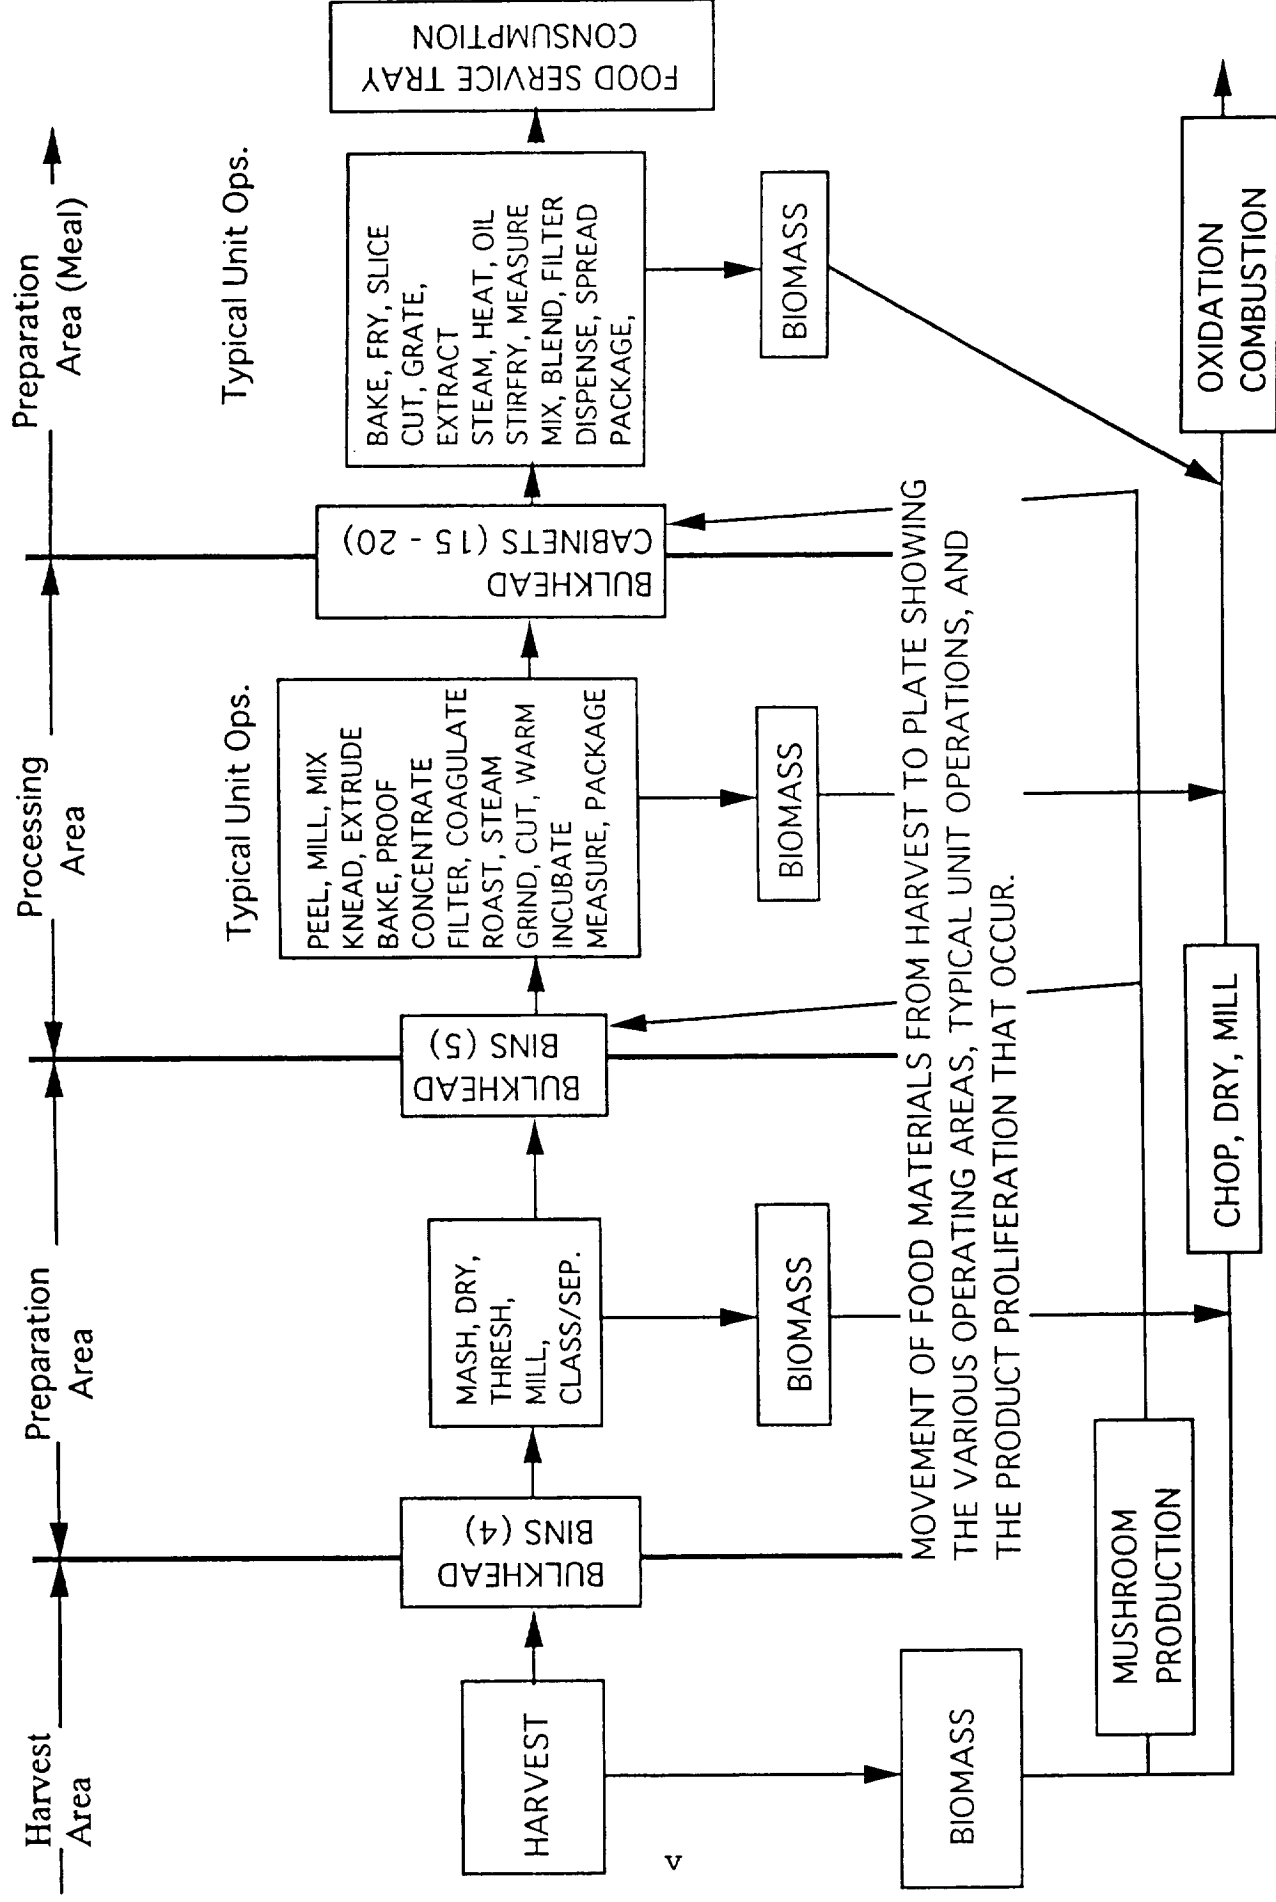 Harvest
Area
Preparation
Area
Processing
Area
Preparation
Area (Meal)
Typical Unit Ops.
Typical Unit Ops.
HARVEST
BULKHEAD
BINS (4)
MASH, DRY,
THRESH,
MILL,
CLASS/SEP.
BULKHEAD
BINS (5)
PEEL, MILL, MIX
KNEAD, EXTRUDE
BAKE, PROOF
CONCENTRATE
FILTER, COAGULATE
ROAST, STEAM
GRIND, CUT, WARM
INCUBATE
MEASURE, PACKAGE
BULKHEAD
CABINETS (15 - 20)
BAKE, FRY, SLICE
CUT, GRATE,
EXTRACT
STEAM, HEAT, OIL
STIRFRY, MEASURE
MIX, BLEND, FILTER
DISPENSE, SPREAD
PACKAGE,
FOOD SERVICE TRAY
CONSUMPTION
BIOMASS
BIOMASS
BIOMASS
BIOMASS
MOVEMENT OF FOOD MATERIALS FROM HARVEST TO PLATE SHOWING
THE VARIOUS OPERATING AREAS, TYPICAL UNIT OPERATIONS, AND
THE PRODUCT PROLIFERATION THAT OCCUR.
MUSHROOM
PRODUCTION
CHOP, DRY, MILL
OXIDATION
COMBUSTION
v